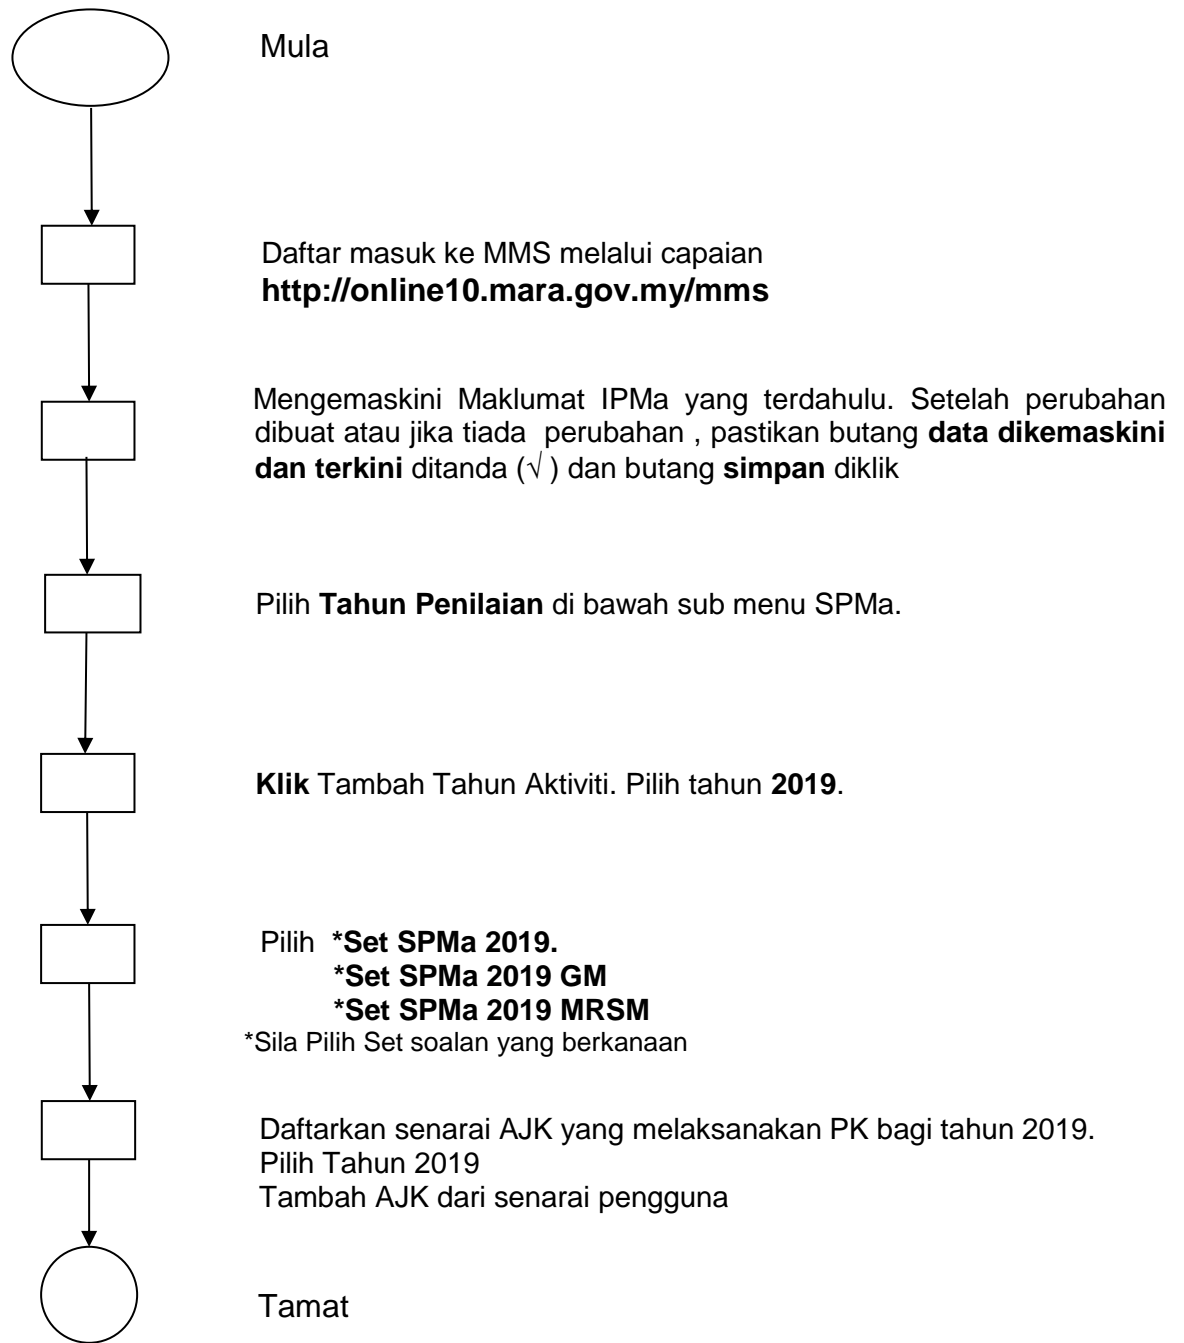 Mula
Daftar masuk ke MMS melalui capaian
http://online10.mara.gov.my/mms
Mengemaskini Maklumat IPMa yang terdahulu. Setelah perubahan
dibuat atau jika tiada perubahan , pastikan butang data dikemaskini
dan terkini ditanda (√ ) dan butang simpan diklik
Pilih Tahun Penilaian di bawah sub menu SPMa.
Klik Tambah Tahun Aktiviti. Pilih tahun 2019.
Pilih *Set SPMa 2019.
*Set SPMa 2019 GM
*Set SPMa 2019 MRSM
*Sila Pilih Set soalan yang berkanaan
Daftarkan senarai AJK yang melaksanakan PK bagi tahun 2019.
Pilih Tahun 2019
Tambah AJK dari senarai pengguna
Tamat